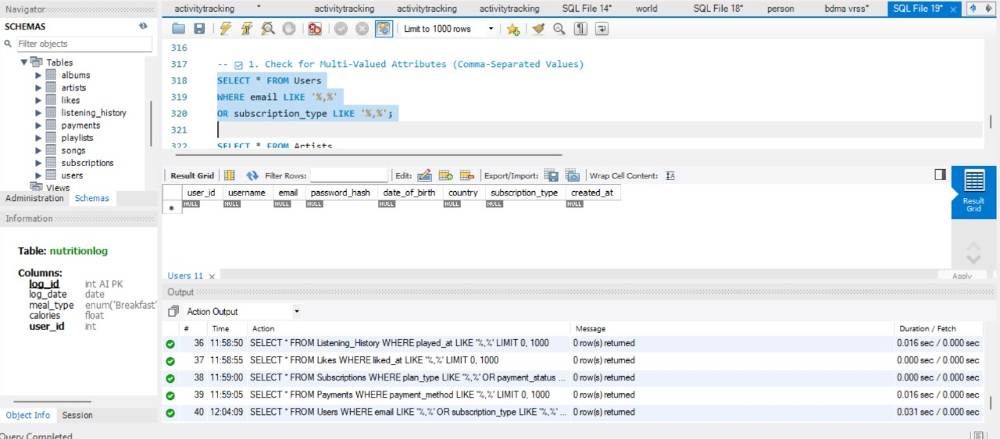 Navigator
activitytracking * activitytracking activitytracking activitytracking SQL File 14* world SQL File 18* person bdma vrss* SQL File 19* ×
SCHEMAS
Filter objects
Tables
albums
artists
likes
listening_history
payments
playlists
songs
subscriptions
users
Views
Administration Schemas
Information
Table: nutritionlog
Columns:
log_id int AI PK
log_date date
meal_type enum('Breakfast'
calories float
user_id int
Object Info Session
Query Completed
Limit to 1000 rows
316
317 -- ☑ 1. Check for Multi-Valued Attributes (Comma-Separated Values)
318 SELECT * FROM Users
319 WHERE email LIKE '%,%'
320 OR subscription_type LIKE '%,%';
321
322 SELECT * FROM Artists
Result Grid Filter Rows: Edit: Export/Import: Wrap Cell Content:
user_id username email password_hash date_of_birth country subscription_type created_at
NULL NULL NULL NULL NULL NULL NULL NULL
Result
Grid
Users 11 ×
Apply
Output
Action Output
# Time Action Message Duration / Fetch
36 11:58:50 SELECT * FROM Listening_History WHERE played_at LIKE '%,%' LIMIT 0, 1000 0 row(s) returned 0.016 sec / 0.000 sec
37 11:58:55 SELECT * FROM Likes WHERE liked_at LIKE '%,%' LIMIT 0, 1000 0 row(s) returned 0.000 sec / 0.000 sec
38 11:59:00 SELECT * FROM Subscriptions WHERE plan_type LIKE '%,%' OR payment_status ... 0 row(s) returned 0.000 sec / 0.000 sec
39 11:59:05 SELECT * FROM Payments WHERE payment_method LIKE '%,%' LIMIT 0, 1000 0 row(s) returned 0.016 sec / 0.000 sec
40 12:04:09 SELECT * FROM Users WHERE email LIKE '%,%' OR subscription_type LIKE '%,%' ... 0 row(s) returned 0.031 sec / 0.000 sec